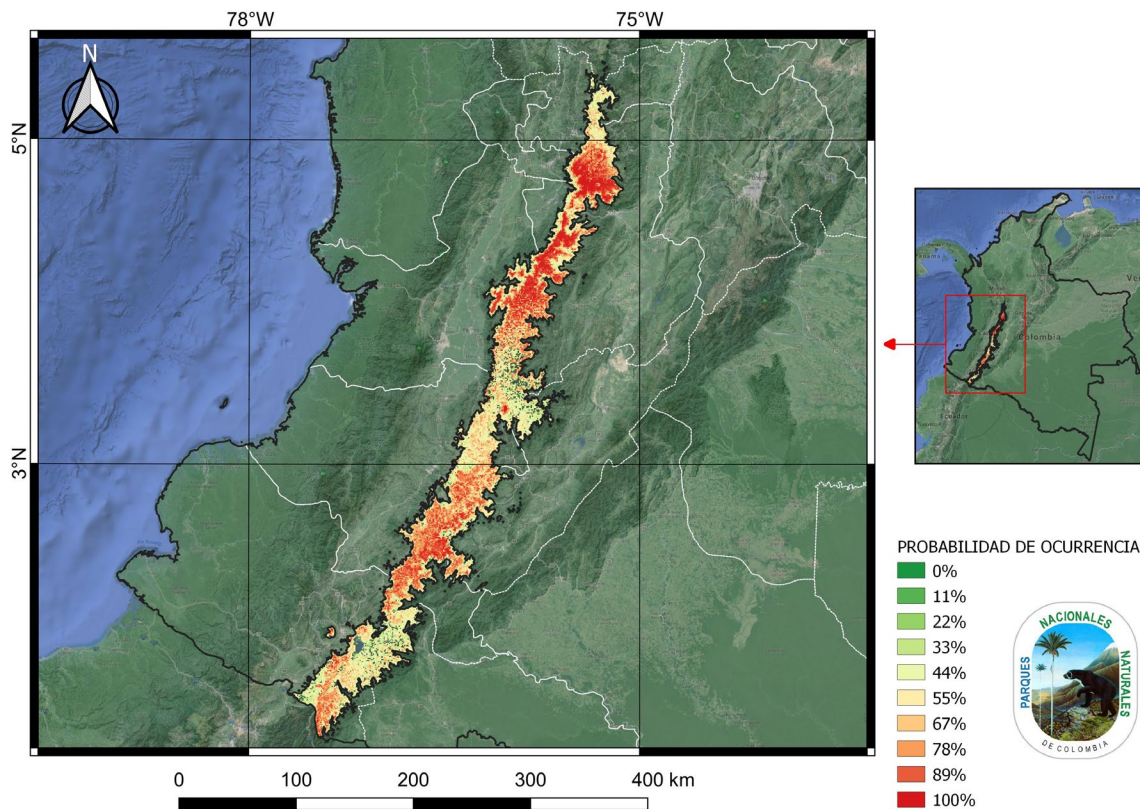 78°W
75°W
N
5°N
3°N
Colombia
Ecuador
0
100
200
300
400 km
PROBABILIDAD DE OCURRENCIA
0%
11%
22%
33%
44%
55%
67%
78%
89%
100%
PARQUES
NACIONALES
NATURALES
DE COLOMBIA